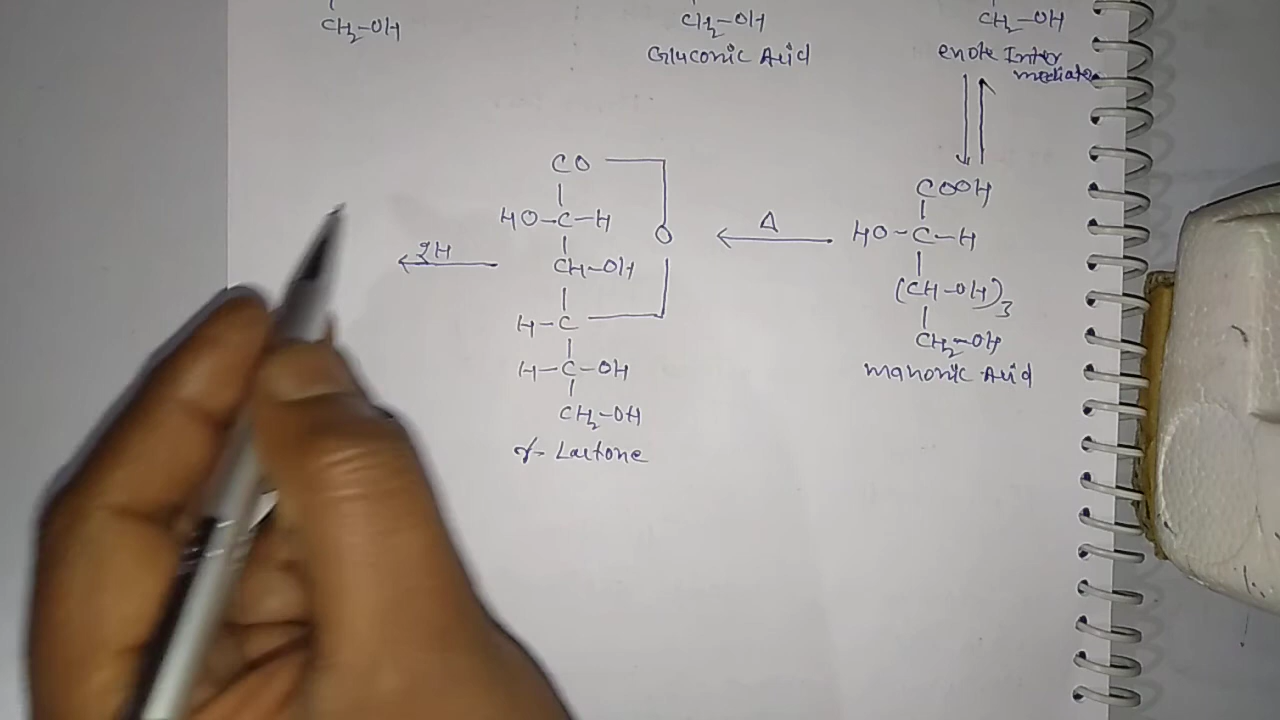 CH2-OH
CH2-OH
Gluconic Acid
CH2-OH
enole Inter
mediate
COOH
HO-C-H
(CH-OH)3
CH2-OH
manonic Acid
Δ
CO
HO-C-H
O
CH-OH
H-C
H-C-OH
CH2-OH
γ-Lactone
2H